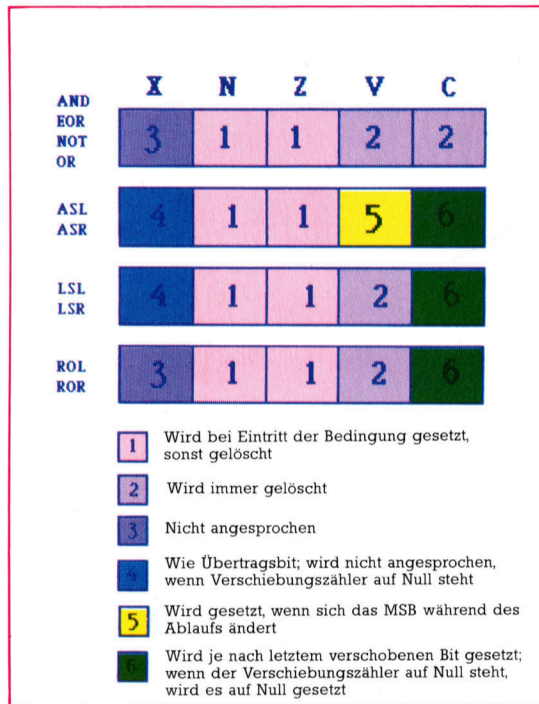 X N Z V C
AND
EOR
NOT
OR
3 1 1 2 2
ASL
ASR
4 1 1 5 6
LSL
LSR
4 1 1 2 6
ROL
ROR
3 1 1 2 6
1 Wird bei Eintritt der Bedingung gesetzt,
sonst gelöscht
2 Wird immer gelöscht
3 Nicht angesprochen
4 Wie Übertragsbit; wird nicht angesprochen,
wenn Verschiebungszähler auf Null steht
5 Wird gesetzt, wenn sich das MSB während des
Ablaufs ändert
6 Wird je nach letztem verschobenen Bit gesetzt;
wenn der Verschiebungszähler auf Null steht,
wird es auf Null gesetzt